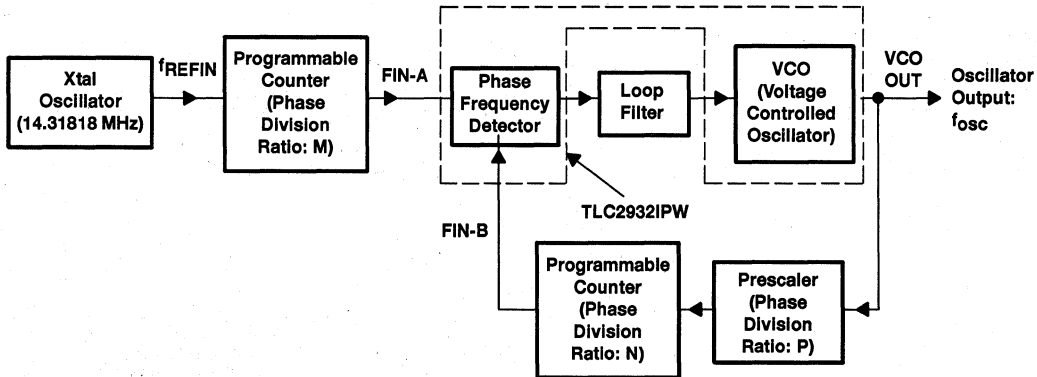 Xtal
Oscillator
(14.31818 MHz)
fREFIN
Programmable
Counter
(Phase
Division
Ratio: M)
FIN-A
Phase
Frequency
Detector
Loop
Filter
VCO
(Voltage
Controlled
Oscillator)
VCO
OUT
Oscillator
Output:
fosc
TLC2932IPW
FIN-B
Programmable
Counter
(Phase
Division
Ratio: N)
Prescaler
(Phase
Division
Ratio: P)